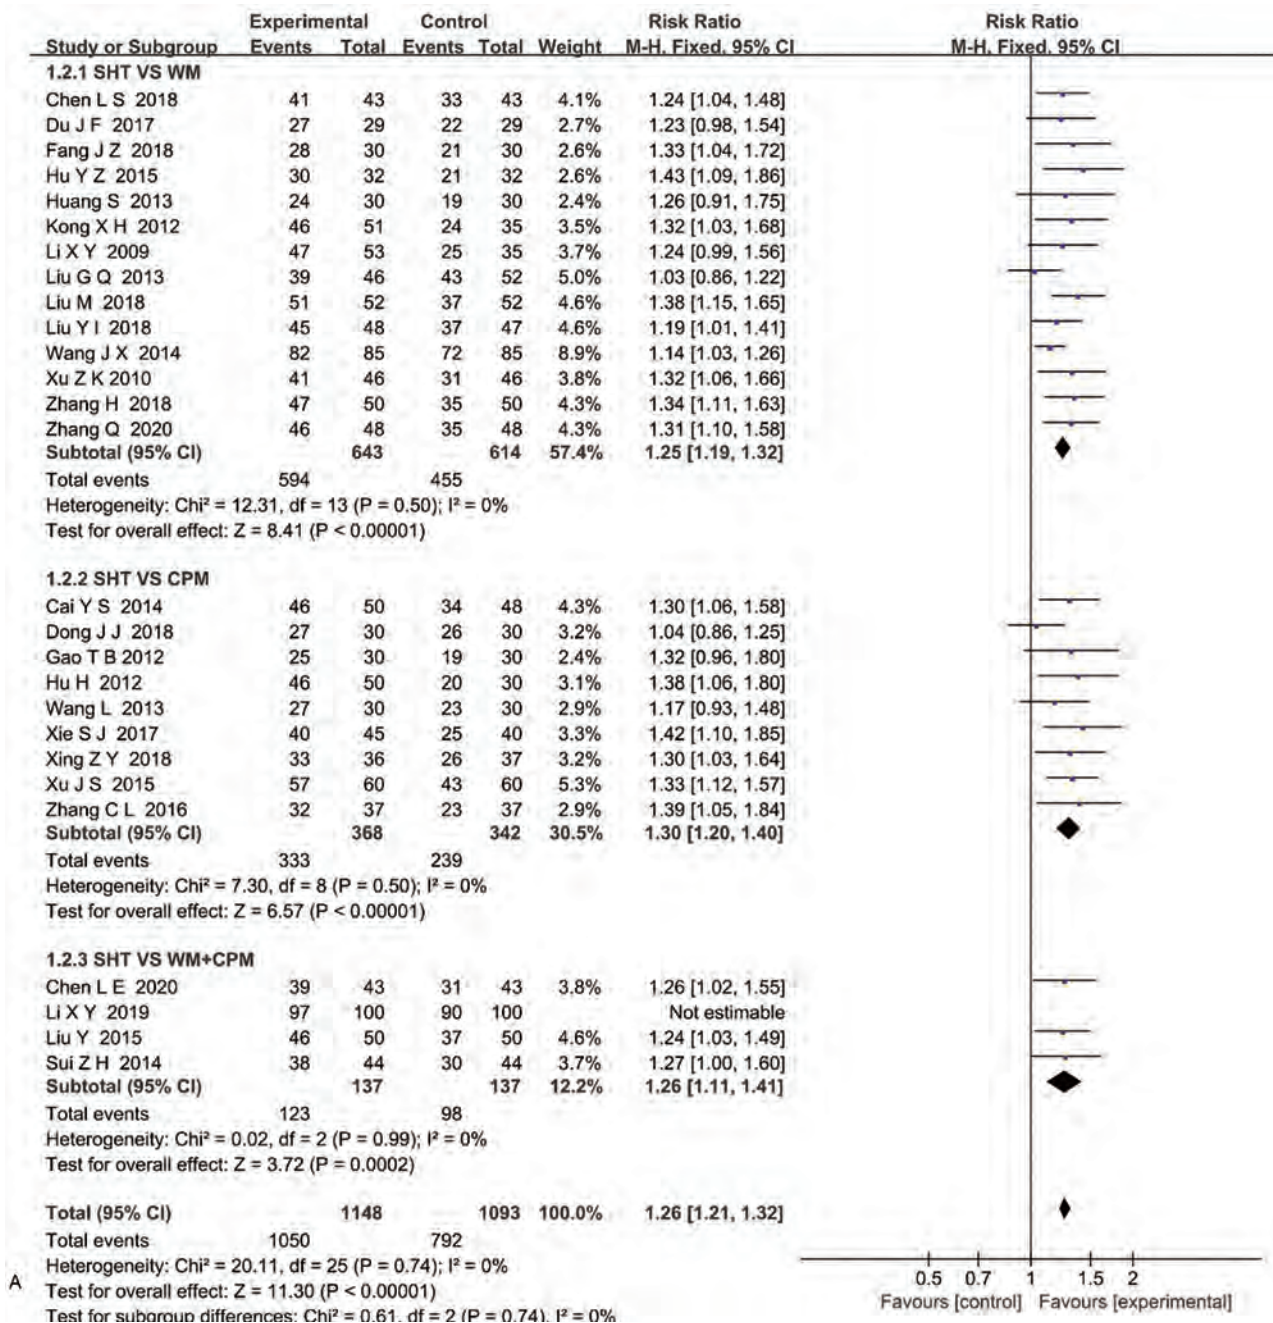 Experimental Control Risk Ratio Risk Ratio
Study or Subgroup Events Total Events Total Weight M-H. Fixed. 95% CI M-H. Fixed. 95% CI
1.2.1 SHT VS WM
Chen L S 2018 41 43 33 43 4.1% 1.24 [1.04, 1.48]
Du J F 2017 27 29 22 29 2.7% 1.23 [0.98, 1.54]
Fang J Z 2018 28 30 21 30 2.6% 1.33 [1.04, 1.72]
Hu Y Z 2015 30 32 21 32 2.6% 1.43 [1.09, 1.86]
Huang S 2013 24 30 19 30 2.4% 1.26 [0.91, 1.75]
Kong X H 2012 46 51 24 35 3.5% 1.32 [1.03, 1.68]
Li X Y 2009 47 53 25 35 3.7% 1.24 [0.99, 1.56]
Liu G Q 2013 39 46 43 52 5.0% 1.03 [0.86, 1.22]
Liu M 2018 51 52 37 52 4.6% 1.38 [1.15, 1.65]
Liu Y I 2018 45 48 37 47 4.6% 1.19 [1.01, 1.41]
Wang J X 2014 82 85 72 85 8.9% 1.14 [1.03, 1.26]
Xu Z K 2010 41 46 31 46 3.8% 1.32 [1.06, 1.66]
Zhang H 2018 47 50 35 50 4.3% 1.34 [1.11, 1.63]
Zhang Q 2020 46 48 35 48 4.3% 1.31 [1.10, 1.58]
Subtotal (95% CI) 643 614 57.4% 1.25 [1.19, 1.32]
Total events 594 455
Heterogeneity: Chi² = 12.31, df = 13 (P = 0.50); I² = 0%
Test for overall effect: Z = 8.41 (P < 0.00001)
1.2.2 SHT VS CPM
Cai Y S 2014 46 50 34 48 4.3% 1.30 [1.06, 1.58]
Dong J J 2018 27 30 26 30 3.2% 1.04 [0.86, 1.25]
Gao T B 2012 25 30 19 30 2.4% 1.32 [0.96, 1.80]
Hu H 2012 46 50 20 30 3.1% 1.38 [1.06, 1.80]
Wang L 2013 27 30 23 30 2.9% 1.17 [0.93, 1.48]
Xie S J 2017 40 45 25 40 3.3% 1.42 [1.10, 1.85]
Xing Z Y 2018 33 36 26 37 3.2% 1.30 [1.03, 1.64]
Xu J S 2015 57 60 43 60 5.3% 1.33 [1.12, 1.57]
Zhang C L 2016 32 37 23 37 2.9% 1.39 [1.05, 1.84]
Subtotal (95% CI) 368 342 30.5% 1.30 [1.20, 1.40]
Total events 333 239
Heterogeneity: Chi² = 7.30, df = 8 (P = 0.50); I² = 0%
Test for overall effect: Z = 6.57 (P < 0.00001)
1.2.3 SHT VS WM+CPM
Chen L E 2020 39 43 31 43 3.8% 1.26 [1.02, 1.55]
Li X Y 2019 97 100 90 100 Not estimable
Liu Y 2015 46 50 37 50 4.6% 1.24 [1.03, 1.49]
Sui Z H 2014 38 44 30 44 3.7% 1.27 [1.00, 1.60]
Subtotal (95% CI) 137 137 12.2% 1.26 [1.11, 1.41]
Total events 123 98
Heterogeneity: Chi² = 0.02, df = 2 (P = 0.99); I² = 0%
Test for overall effect: Z = 3.72 (P = 0.0002)
Total (95% CI) 1148 1093 100.0% 1.26 [1.21, 1.32]
Total events 1050 792
Heterogeneity: Chi² = 20.11, df = 25 (P = 0.74); I² = 0%
Test for overall effect: Z = 11.30 (P < 0.00001)
Test for subgroup differences: Chi² = 0.61, df = 2 (P = 0.74), I² = 0%
0.5 0.7 1 1.5 2
Favours [control] Favours [experimental]
A